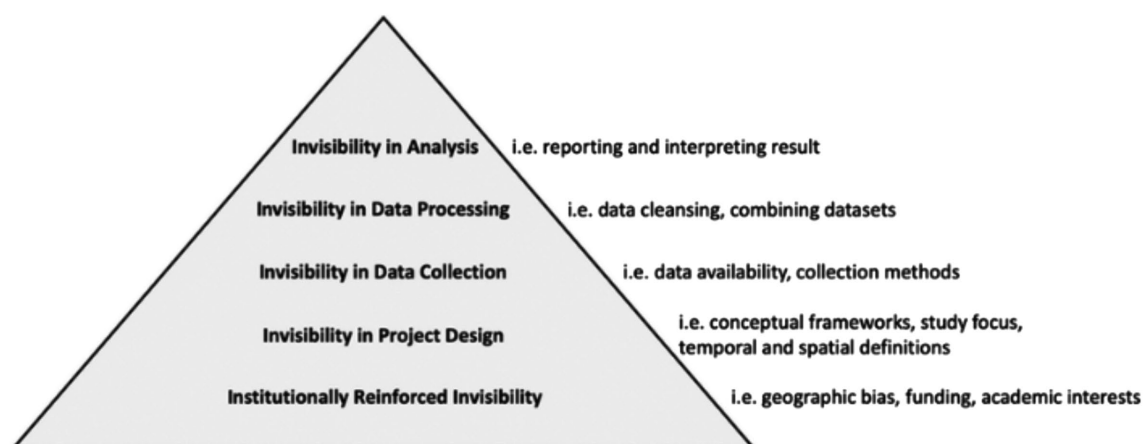 Invisibility in Analysis i.e. reporting and interpreting result
Invisibility in Data Processing i.e. data cleansing, combining datasets
Invisibility in Data Collection i.e. data availability, collection methods
Invisibility in Project Design i.e. conceptual frameworks, study focus,
temporal and spatial definitions
Institutionally Reinforced Invisibility i.e. geographic bias, funding, academic interests